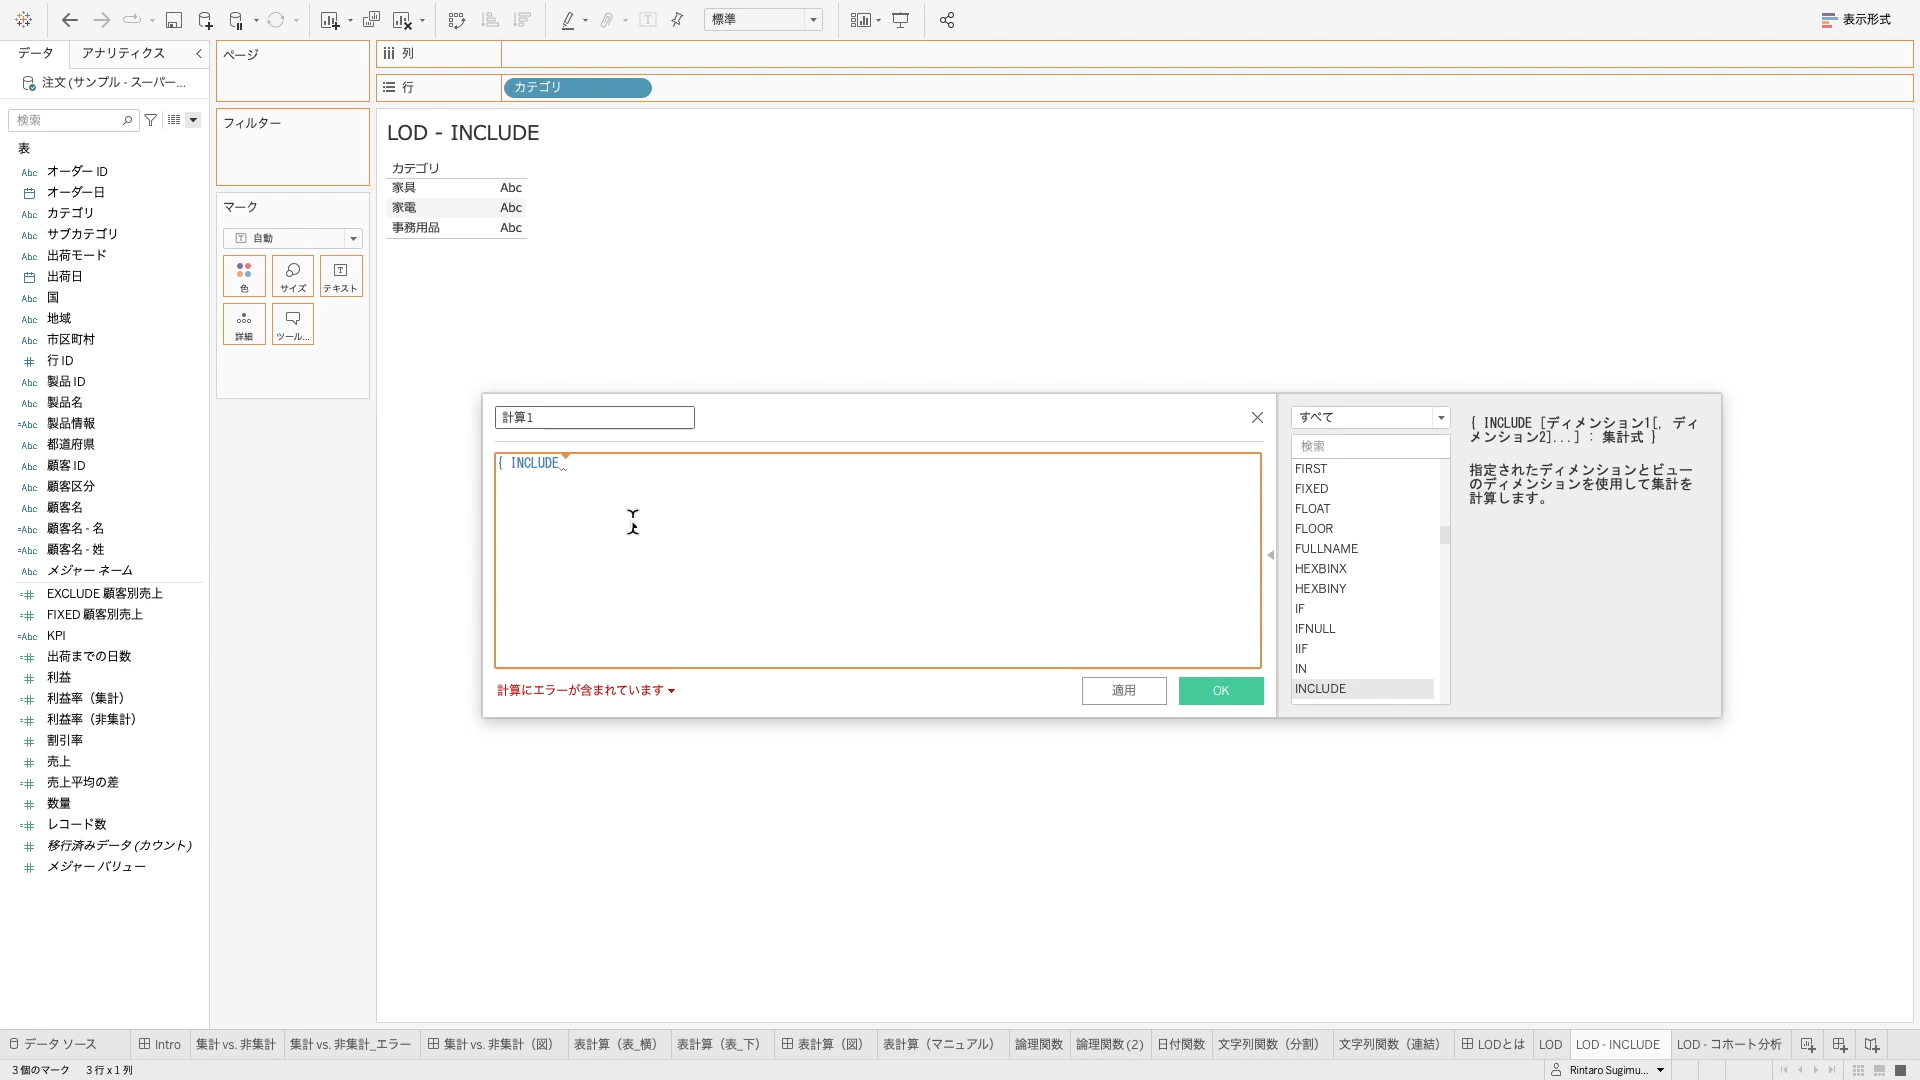 標準
表示形式
データ
アナリティクス
注文 (サンプル - スーパー...
検索
表
Abc オーダー ID
オーダー日
Abc カテゴリ
Abc サブカテゴリ
Abc 出荷モード
出荷日
Abc 国
Abc 地域
Abc 市区町村
行 ID
Abc 製品 ID
Abc 製品名
=Abc 製品情報
Abc 都道府県
Abc 顧客 ID
Abc 顧客区分
Abc 顧客名
=Abc 顧客名 - 名
=Abc 顧客名 - 姓
Abc メジャー ネーム
=# EXCLUDE 顧客別売上
=# FIXED 顧客別売上
=Abc KPI
=# 出荷までの日数
# 利益
=# 利益率（集計）
=# 利益率（非集計）
# 割引率
# 売上
=# 売上平均の差
# 数量
=# レコード数
# 移行済みデータ (カウント)
# メジャー バリュー
ページ
フィルター
マーク
自動
色
サイズ
テキスト
詳細
ツール...
列
行
カテゴリ
LOD - INCLUDE
カテゴリ
家具 Abc
家電 Abc
事務用品 Abc
計算1
{ INCLUDE
計算にエラーが含まれています
適用
OK
すべて
検索
FIRST
FIXED
FLOAT
FLOOR
FULLNAME
HEXBINX
HEXBINY
IF
IFNULL
IIF
IN
INCLUDE
{ INCLUDE [ディメンション1[, ディ
メンション2]...] : 集計式 }
指定されたディメンションとビュー
のディメンションを使用して集計を
計算します。
データ ソース
Intro
集計 vs. 非集計
集計 vs. 非集計_エラー
集計 vs. 非集計（図）
表計算（表_横）
表計算（表_下）
表計算（図）
表計算（マニュアル）
論理関数
論理関数 (2)
日付関数
文字列関数（分割）
文字列関数（連結）
LODとは
LOD
LOD - INCLUDE
LOD - コホート分析
3 個のマーク
3 行 x 1 列
Rintaro Sugimu...